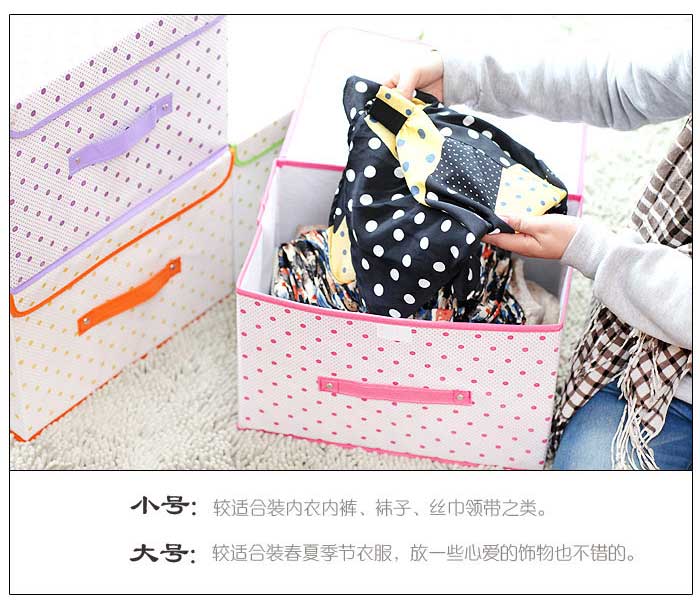 小号：较适合装内衣内裤、袜子、丝巾领带之类。
大号：较适合装春夏季节衣服，放一些心爱的饰物也不错的。